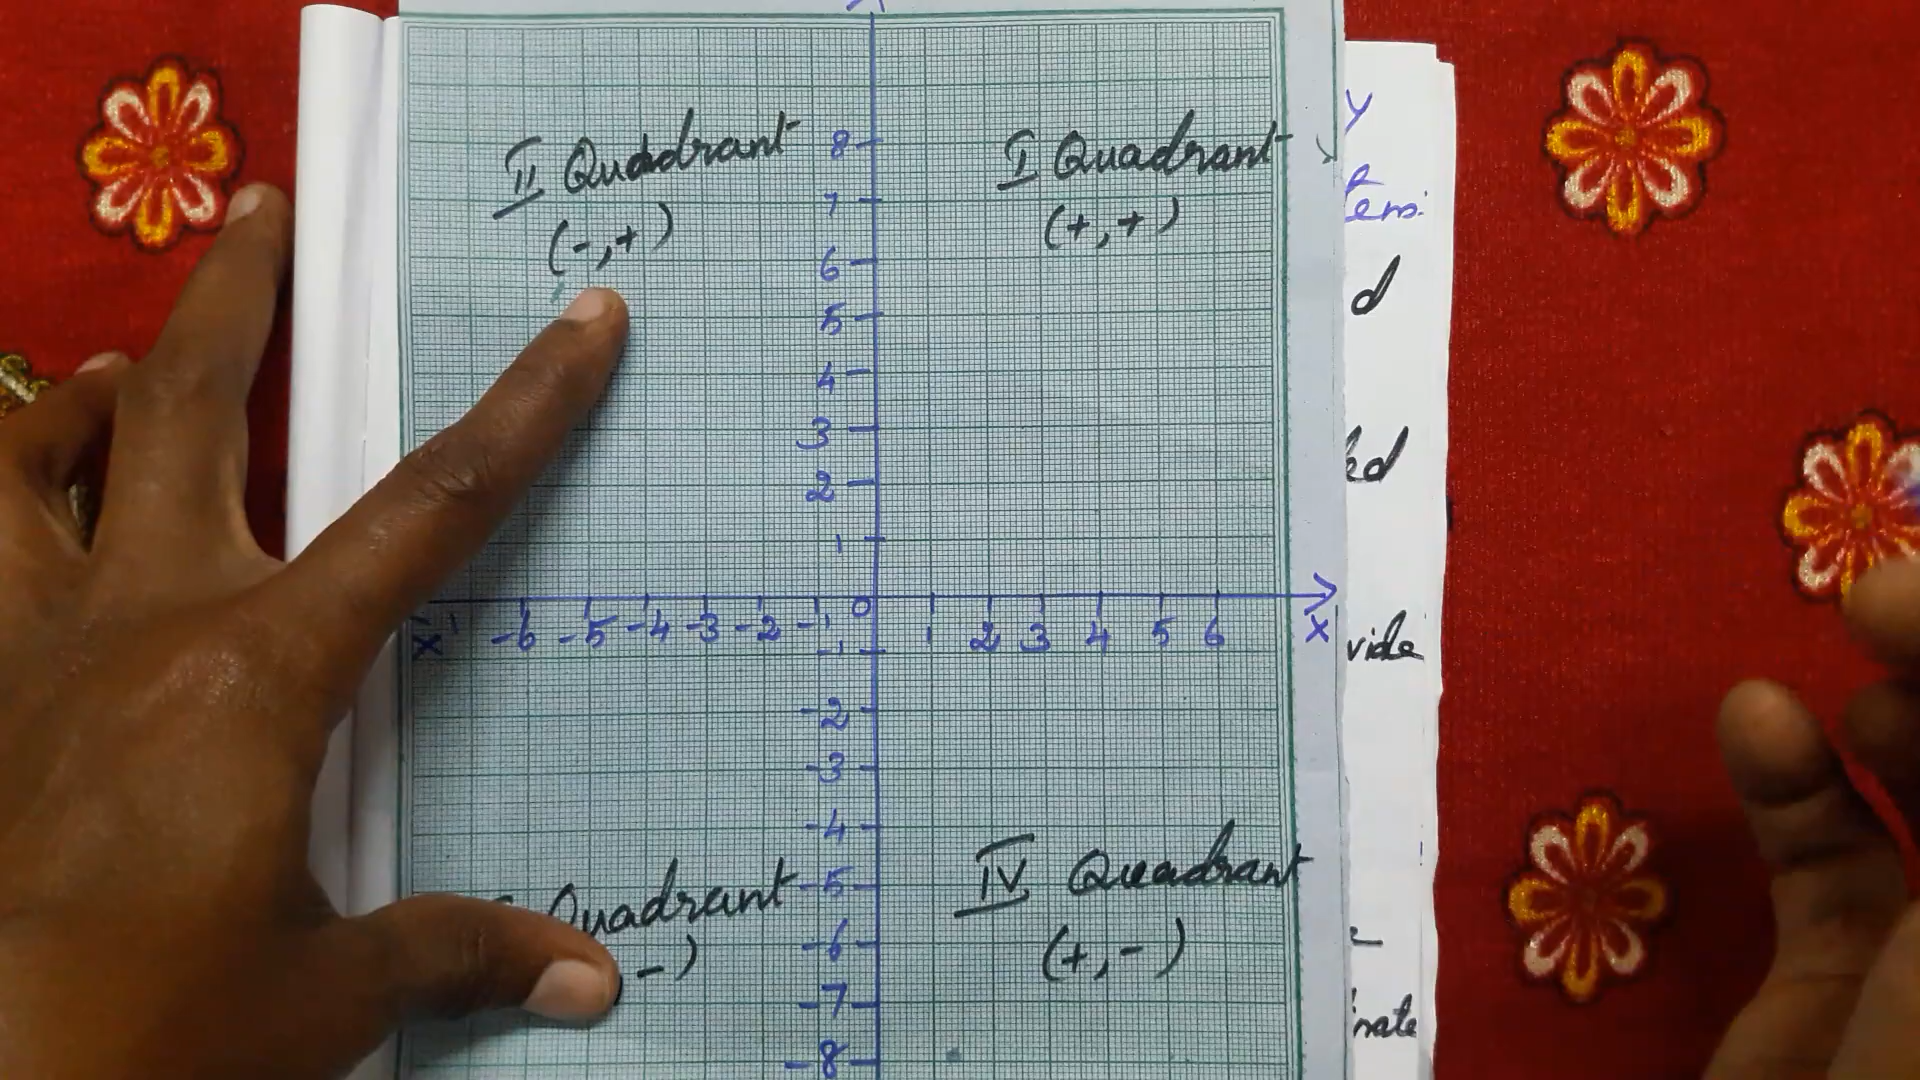 II Quadrant
(-,+)
I Quadrant
(+,+)
8
7
6
5
4
3
2
1
0
X' -6 -5 -4 -3 -2 -1
1 2 3 4 5 6 X
-1
-2
-3
-4
-5
-6
-7
-8
Quadrant
-)
IV Quadrant
(+,-)
y
d
vide